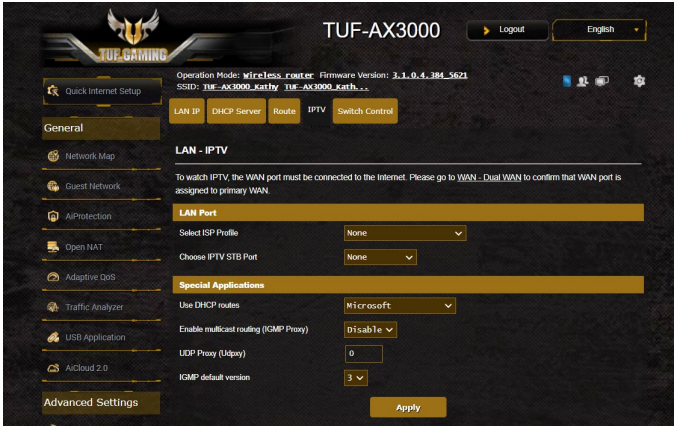 TUF GAMING
TUF-AX3000
Logout
English
Quick Internet Setup
Operation Mode: Wireless router Firmware Version: 3.1.0.4.384_5621
SSID: TUF-AX3000_Kathy TUF-AX3000_Kath...
LAN IP
DHCP Server
Route
IPTV
Switch Control
General
Network Map
Guest Network
AiProtection
Open NAT
Adaptive QoS
Traffic Analyzer
USB Application
AiCloud 2.0
Advanced Settings
LAN - IPTV
To watch IPTV, the WAN port must be connected to the Internet. Please go to WAN - Dual WAN to confirm that WAN port is
assigned to primary WAN.
LAN Port
Select ISP Profile None
Choose IPTV STB Port None
Special Applications
Use DHCP routes Microsoft
Enable multicast routing (IGMP Proxy) Disable
UDP Proxy (Udpxy) 0
IGMP default version 3
Apply